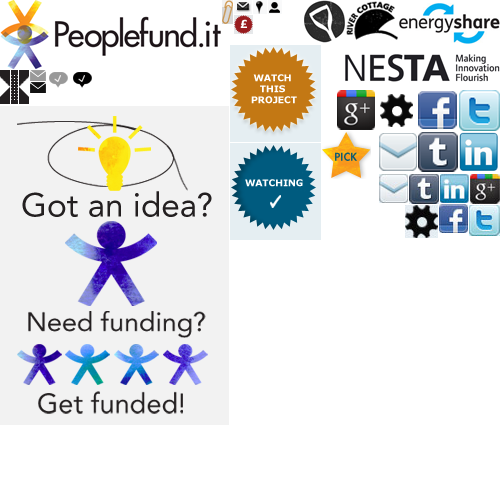 Peoplefund.it
RIVER COTTAGE
energyshare
NESTA
Making
Innovation
Flourish
£
WATCH
THIS
PROJECT
g+
f
t
PICK
t
in
WATCHING
✓
t
in
g+
f
t
Got an idea?
Need funding?
Get funded!